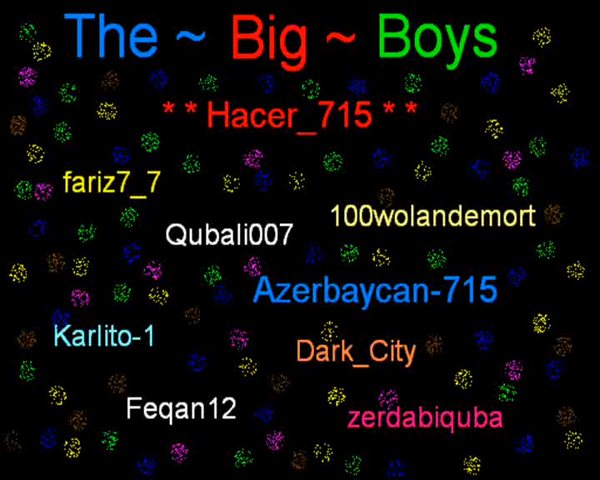 The ~ Big ~ Boys
* * Hacer_715 * *
fariz7_7
100wolandemort
Qubali007
Azerbaycan-715
Karlito-1
Dark_City
Feqan12
zerdabiquba